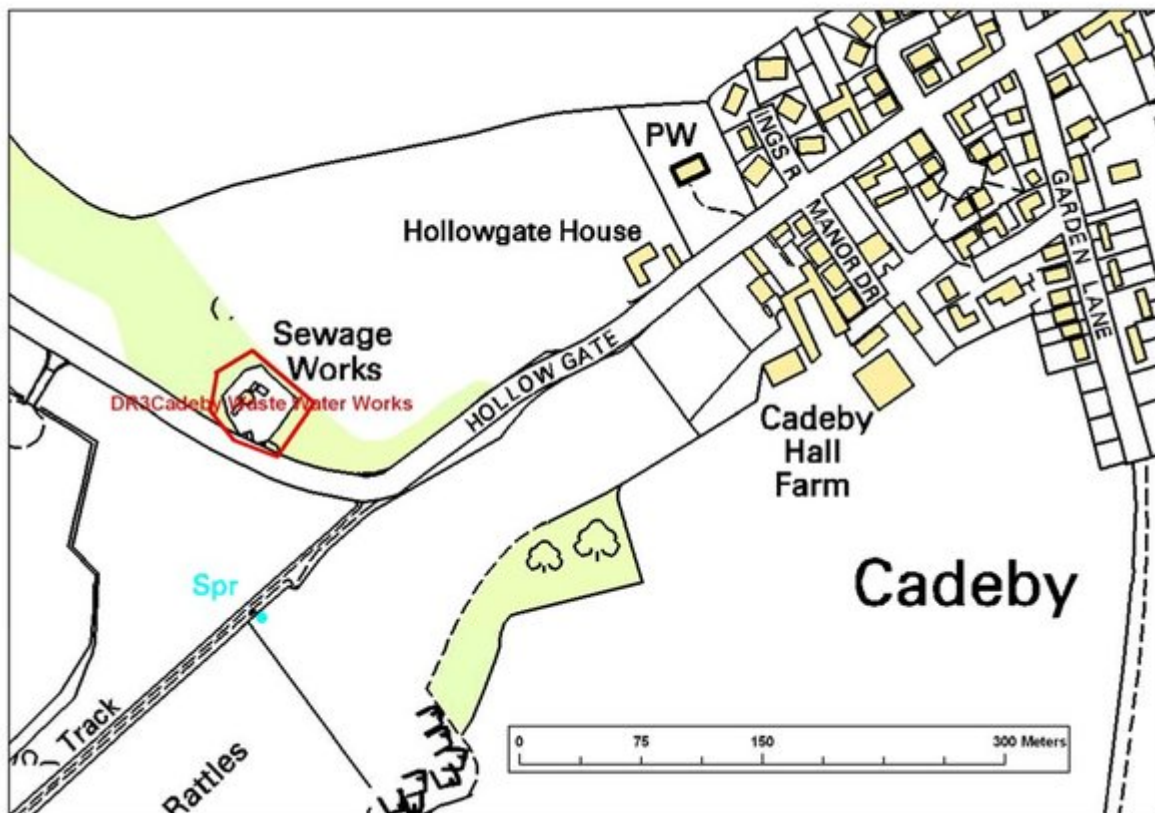 PW
INGS R
Hollowgate House
MANOR DR
GARDEN LANE
Sewage
Works
DR3Cadeby Waste Water Works
HOLLOW GATE
Cadeby
Hall
Farm
Cadeby
Spr
Track
Rattles
0 75 150 300 Meters